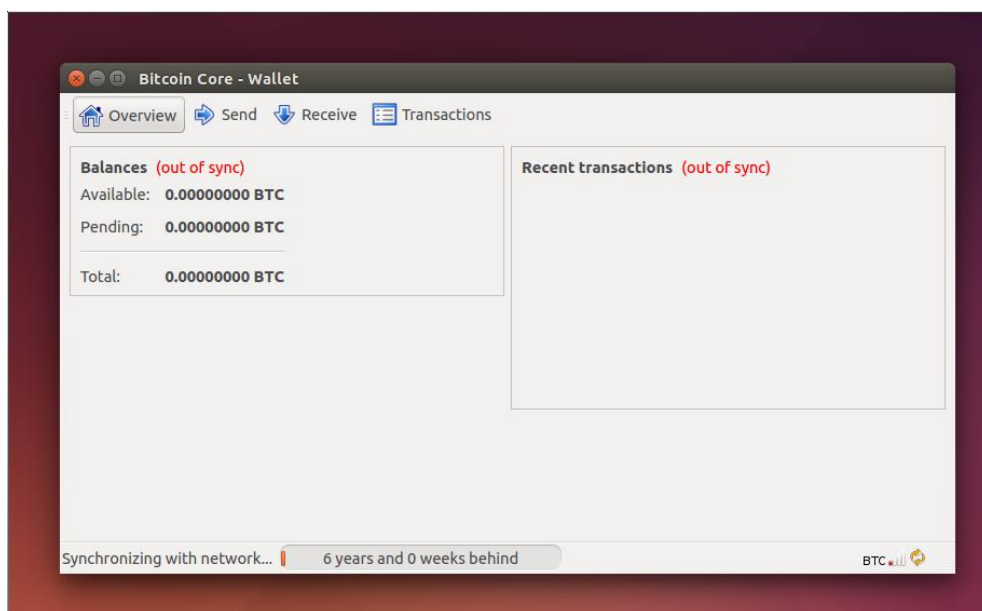 Bitcoin Core - Wallet
Overview Send Receive Transactions
Balances (out of sync)
Available: 0.00000000 BTC
Pending: 0.00000000 BTC
Total: 0.00000000 BTC
Recent transactions (out of sync)
Synchronizing with network... 6 years and 0 weeks behind BTC